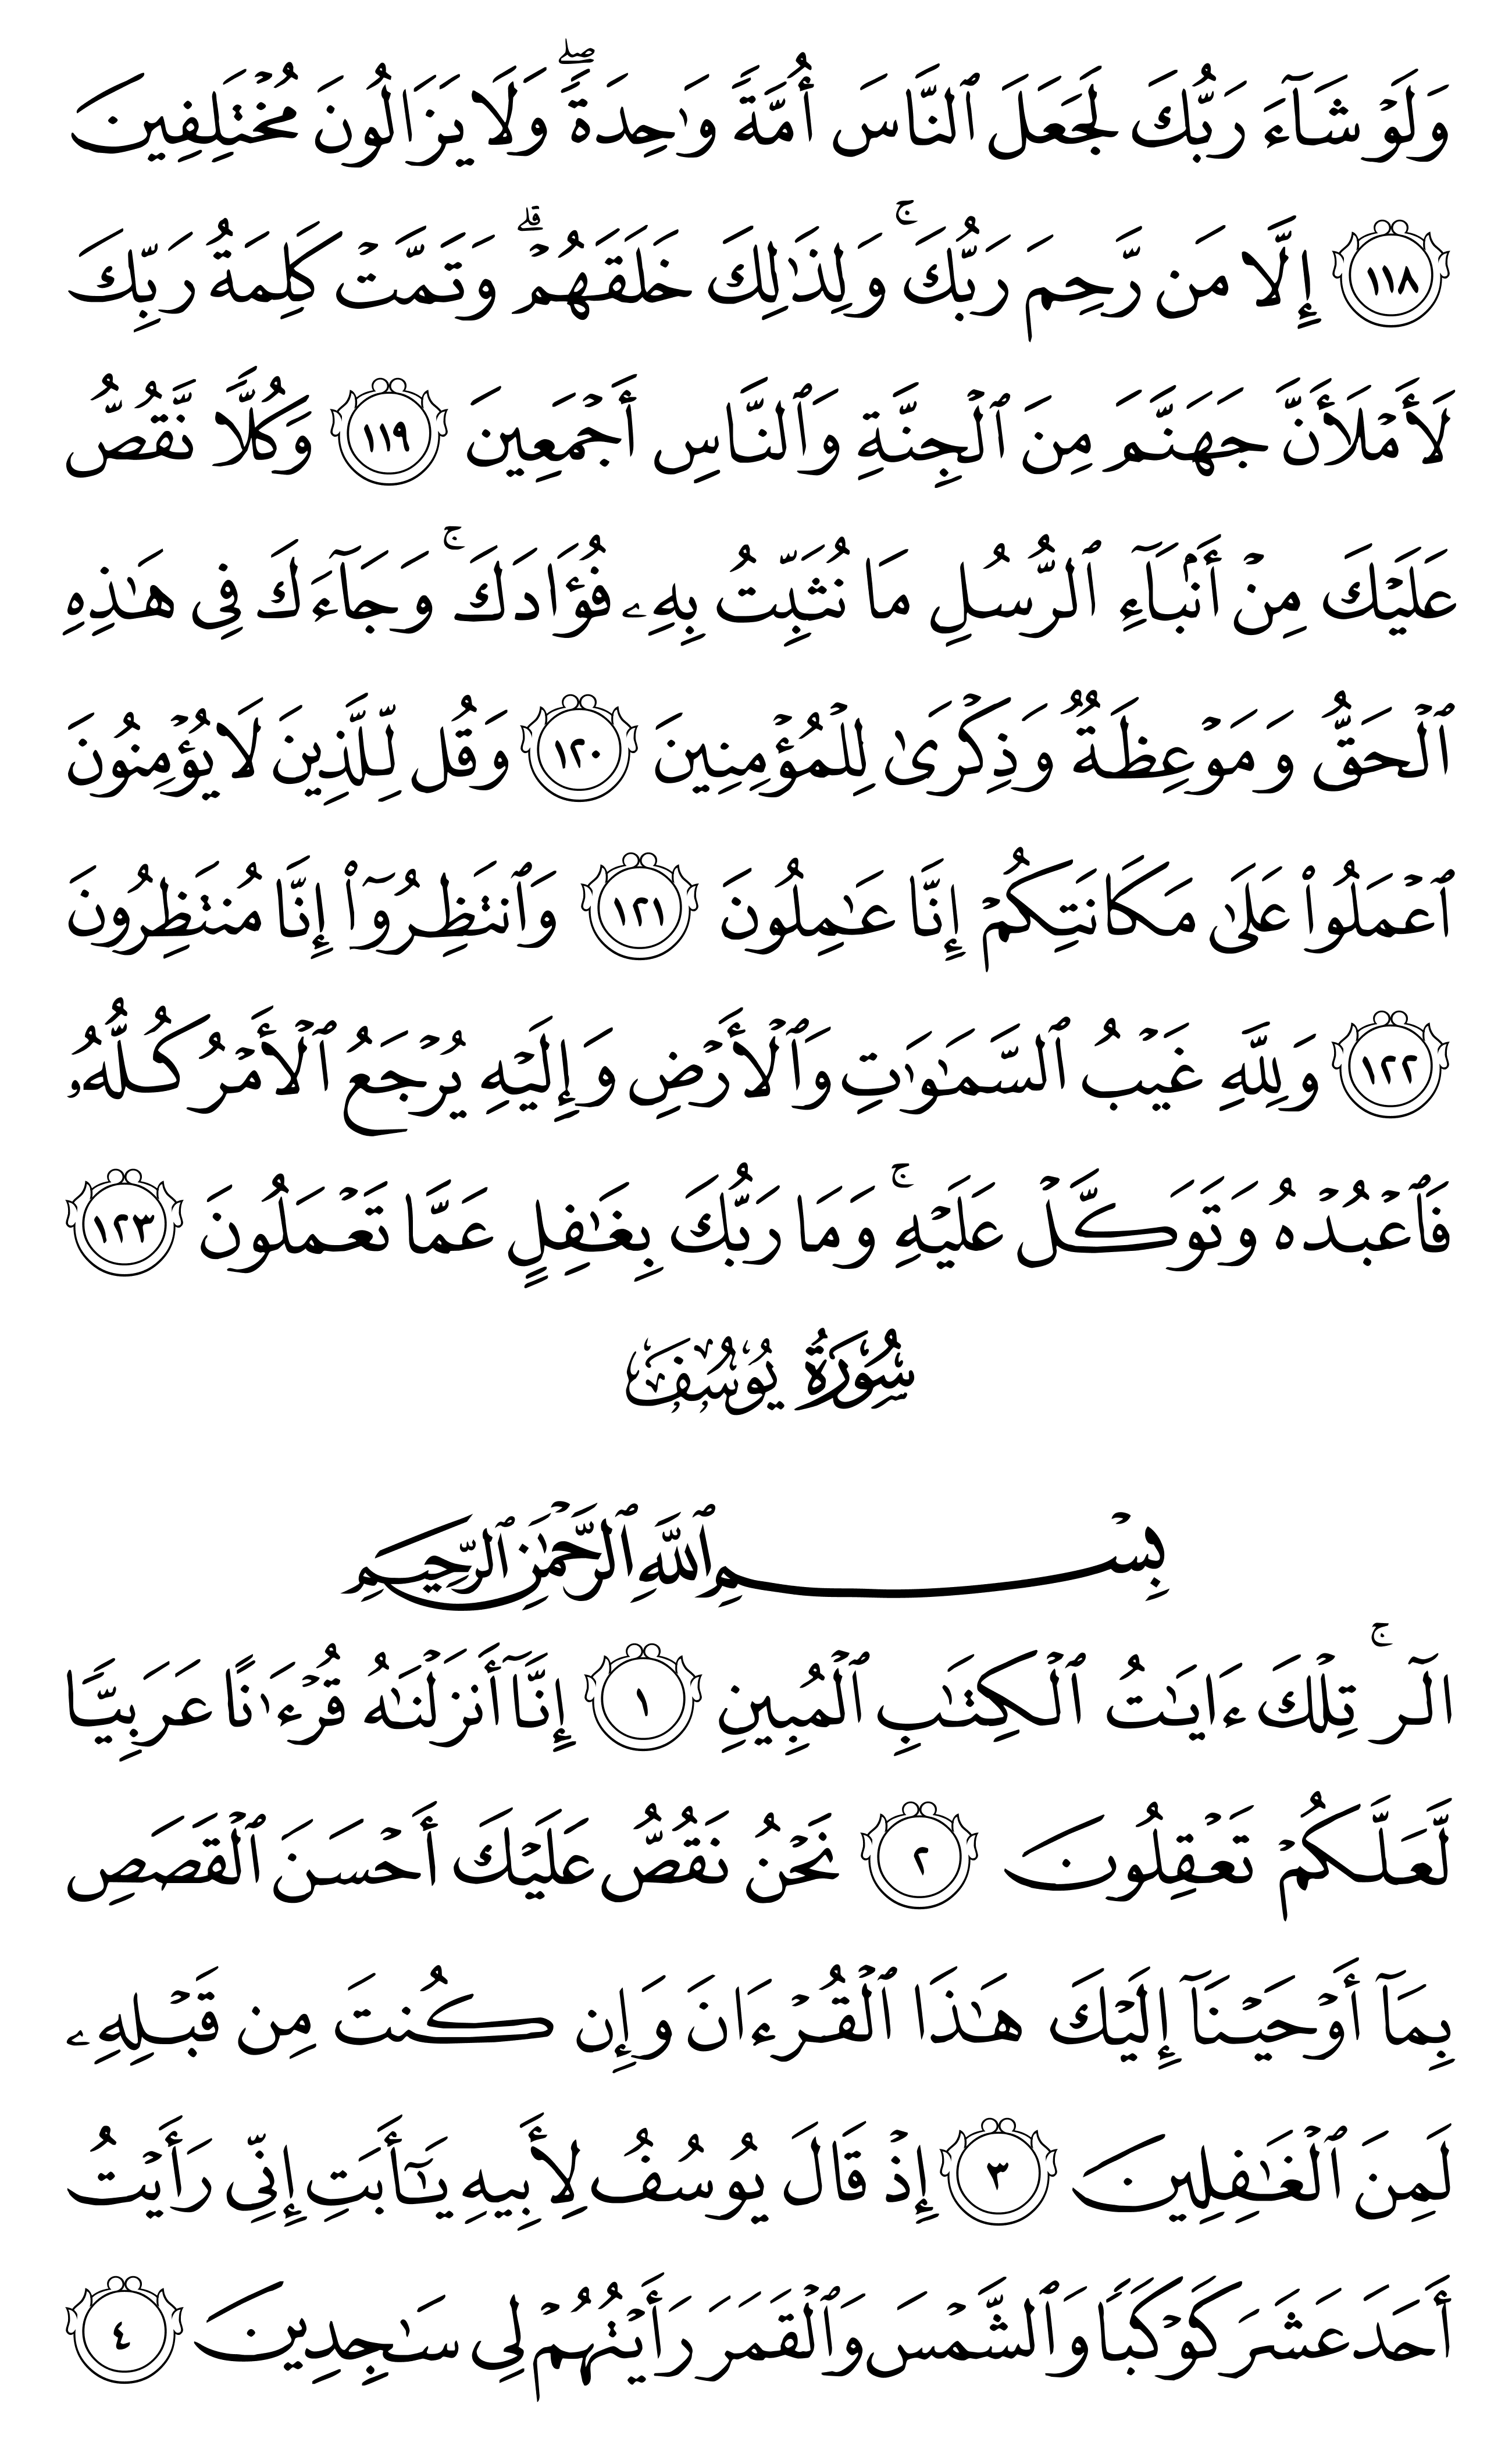 وَلَوۡ شَآءَ رَبُّكَ لَجَعَلَ ٱلنَّاسَ أُمَّةٗ وَٰحِدَةٗۖ وَلَا يَزَالُونَ مُخۡتَلِفِينَ
١١٨ إِلَّا مَن رَّحِمَ رَبُّكَۚ وَلِذَٰلِكَ خَلَقَهُمۡۗ وَتَمَّتۡ كَلِمَةُ رَبِّكَ
لَأَمۡلَأَنَّ جَهَنَّمَ مِنَ ٱلۡجِنَّةِ وَٱلنَّاسِ أَجۡمَعِينَ ١١٩ وَكُلّٗا نَّقُصُّ
عَلَيۡكَ مِنۡ أَنۢبَآءِ ٱلرُّسُلِ مَا نُثَبِّتُ بِهِۦ فُؤَادَكَۚ وَجَآءَكَ فِي هَٰذِهِ
ٱلۡحَقُّ وَمَوۡعِظَةٞ وَذِكۡرَىٰ لِلۡمُؤۡمِنِينَ ١٢٠ وَقُل لِّلَّذِينَ لَا يُؤۡمِنُونَ
ٱعۡمَلُواْ عَلَىٰ مَكَانَتِكُمۡ إِنَّا عَٰمِلُونَ ١٢١ وَٱنتَظِرُوٓاْ إِنَّا مُنتَظِرُونَ
١٢٢ وَلِلَّهِ غَيۡبُ ٱلسَّمَٰوَٰتِ وَٱلۡأَرۡضِ وَإِلَيۡهِ يُرۡجَعُ ٱلۡأَمۡرُ كُلُّهُۥ
فَٱعۡبُدۡهُ وَتَوَكَّلۡ عَلَيۡهِۚ وَمَا رَبُّكَ بِغَٰفِلٍ عَمَّا تَعۡمَلُونَ ١٢٣
سُورَةُ يُوسُفَ
بِسۡمِ ٱللَّهِ ٱلرَّحۡمَٰنِ ٱلرَّحِيمِ
الٓرۚ تِلۡكَ ءَايَٰتُ ٱلۡكِتَٰبِ ٱلۡمُبِينِ ١ إِنَّآ أَنزَلۡنَٰهُ قُرۡءَٰنًا عَرَبِيّٗا
لَّعَلَّكُمۡ تَعۡقِلُونَ ٢ نَحۡنُ نَقُصُّ عَلَيۡكَ أَحۡسَنَ ٱلۡقَصَصِ
بِمَآ أَوۡحَيۡنَآ إِلَيۡكَ هَٰذَا ٱلۡقُرۡءَانَ وَإِن كُنتَ مِن قَبۡلِهِۦ
لَمِنَ ٱلۡغَٰفِلِينَ ٣ إِذۡ قَالَ يُوسُفُ لِأَبِيهِ يَٰٓأَبَتِ إِنِّي رَأَيۡتُ
أَحَدَ عَشَرَ كَوۡكَبٗا وَٱلشَّمۡسَ وَٱلۡقَمَرَ رَأَيۡتُهُمۡ لِي سَٰجِدِينَ ٤